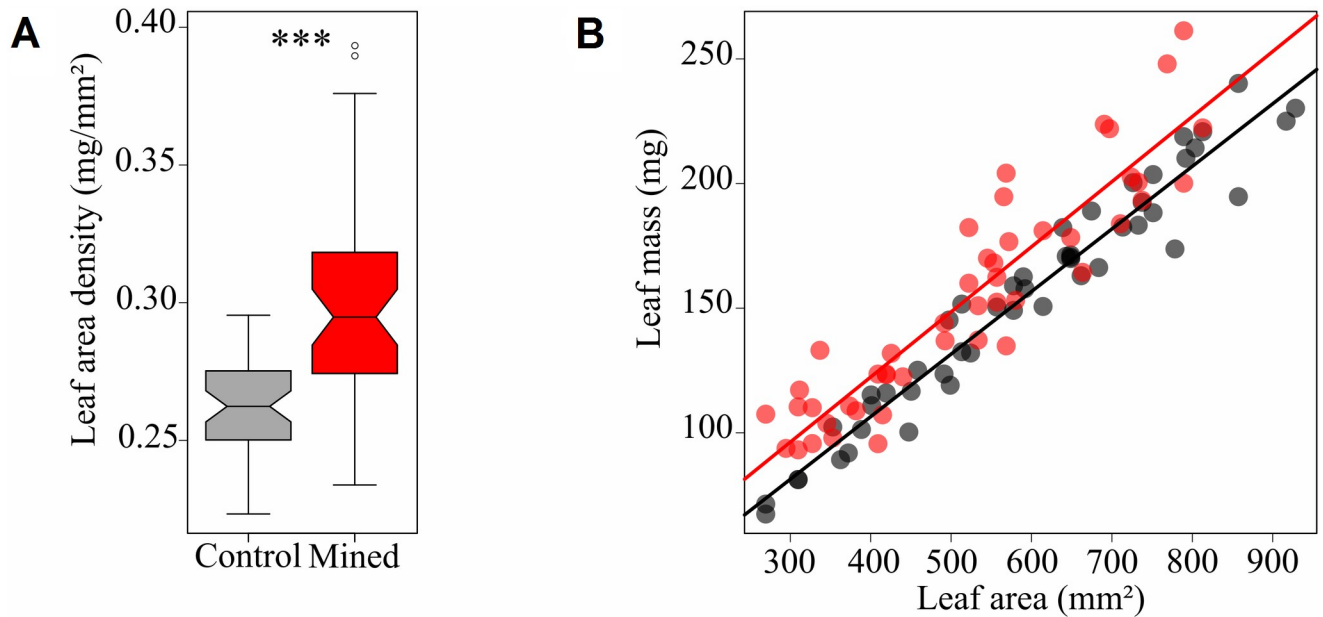 A
Leaf area density (mg/mm²)
0.40
0.35
0.30
0.25
***
Control Mined
B
Leaf mass (mg)
250
200
150
100
300 400 500 600 700 800 900
Leaf area (mm²)